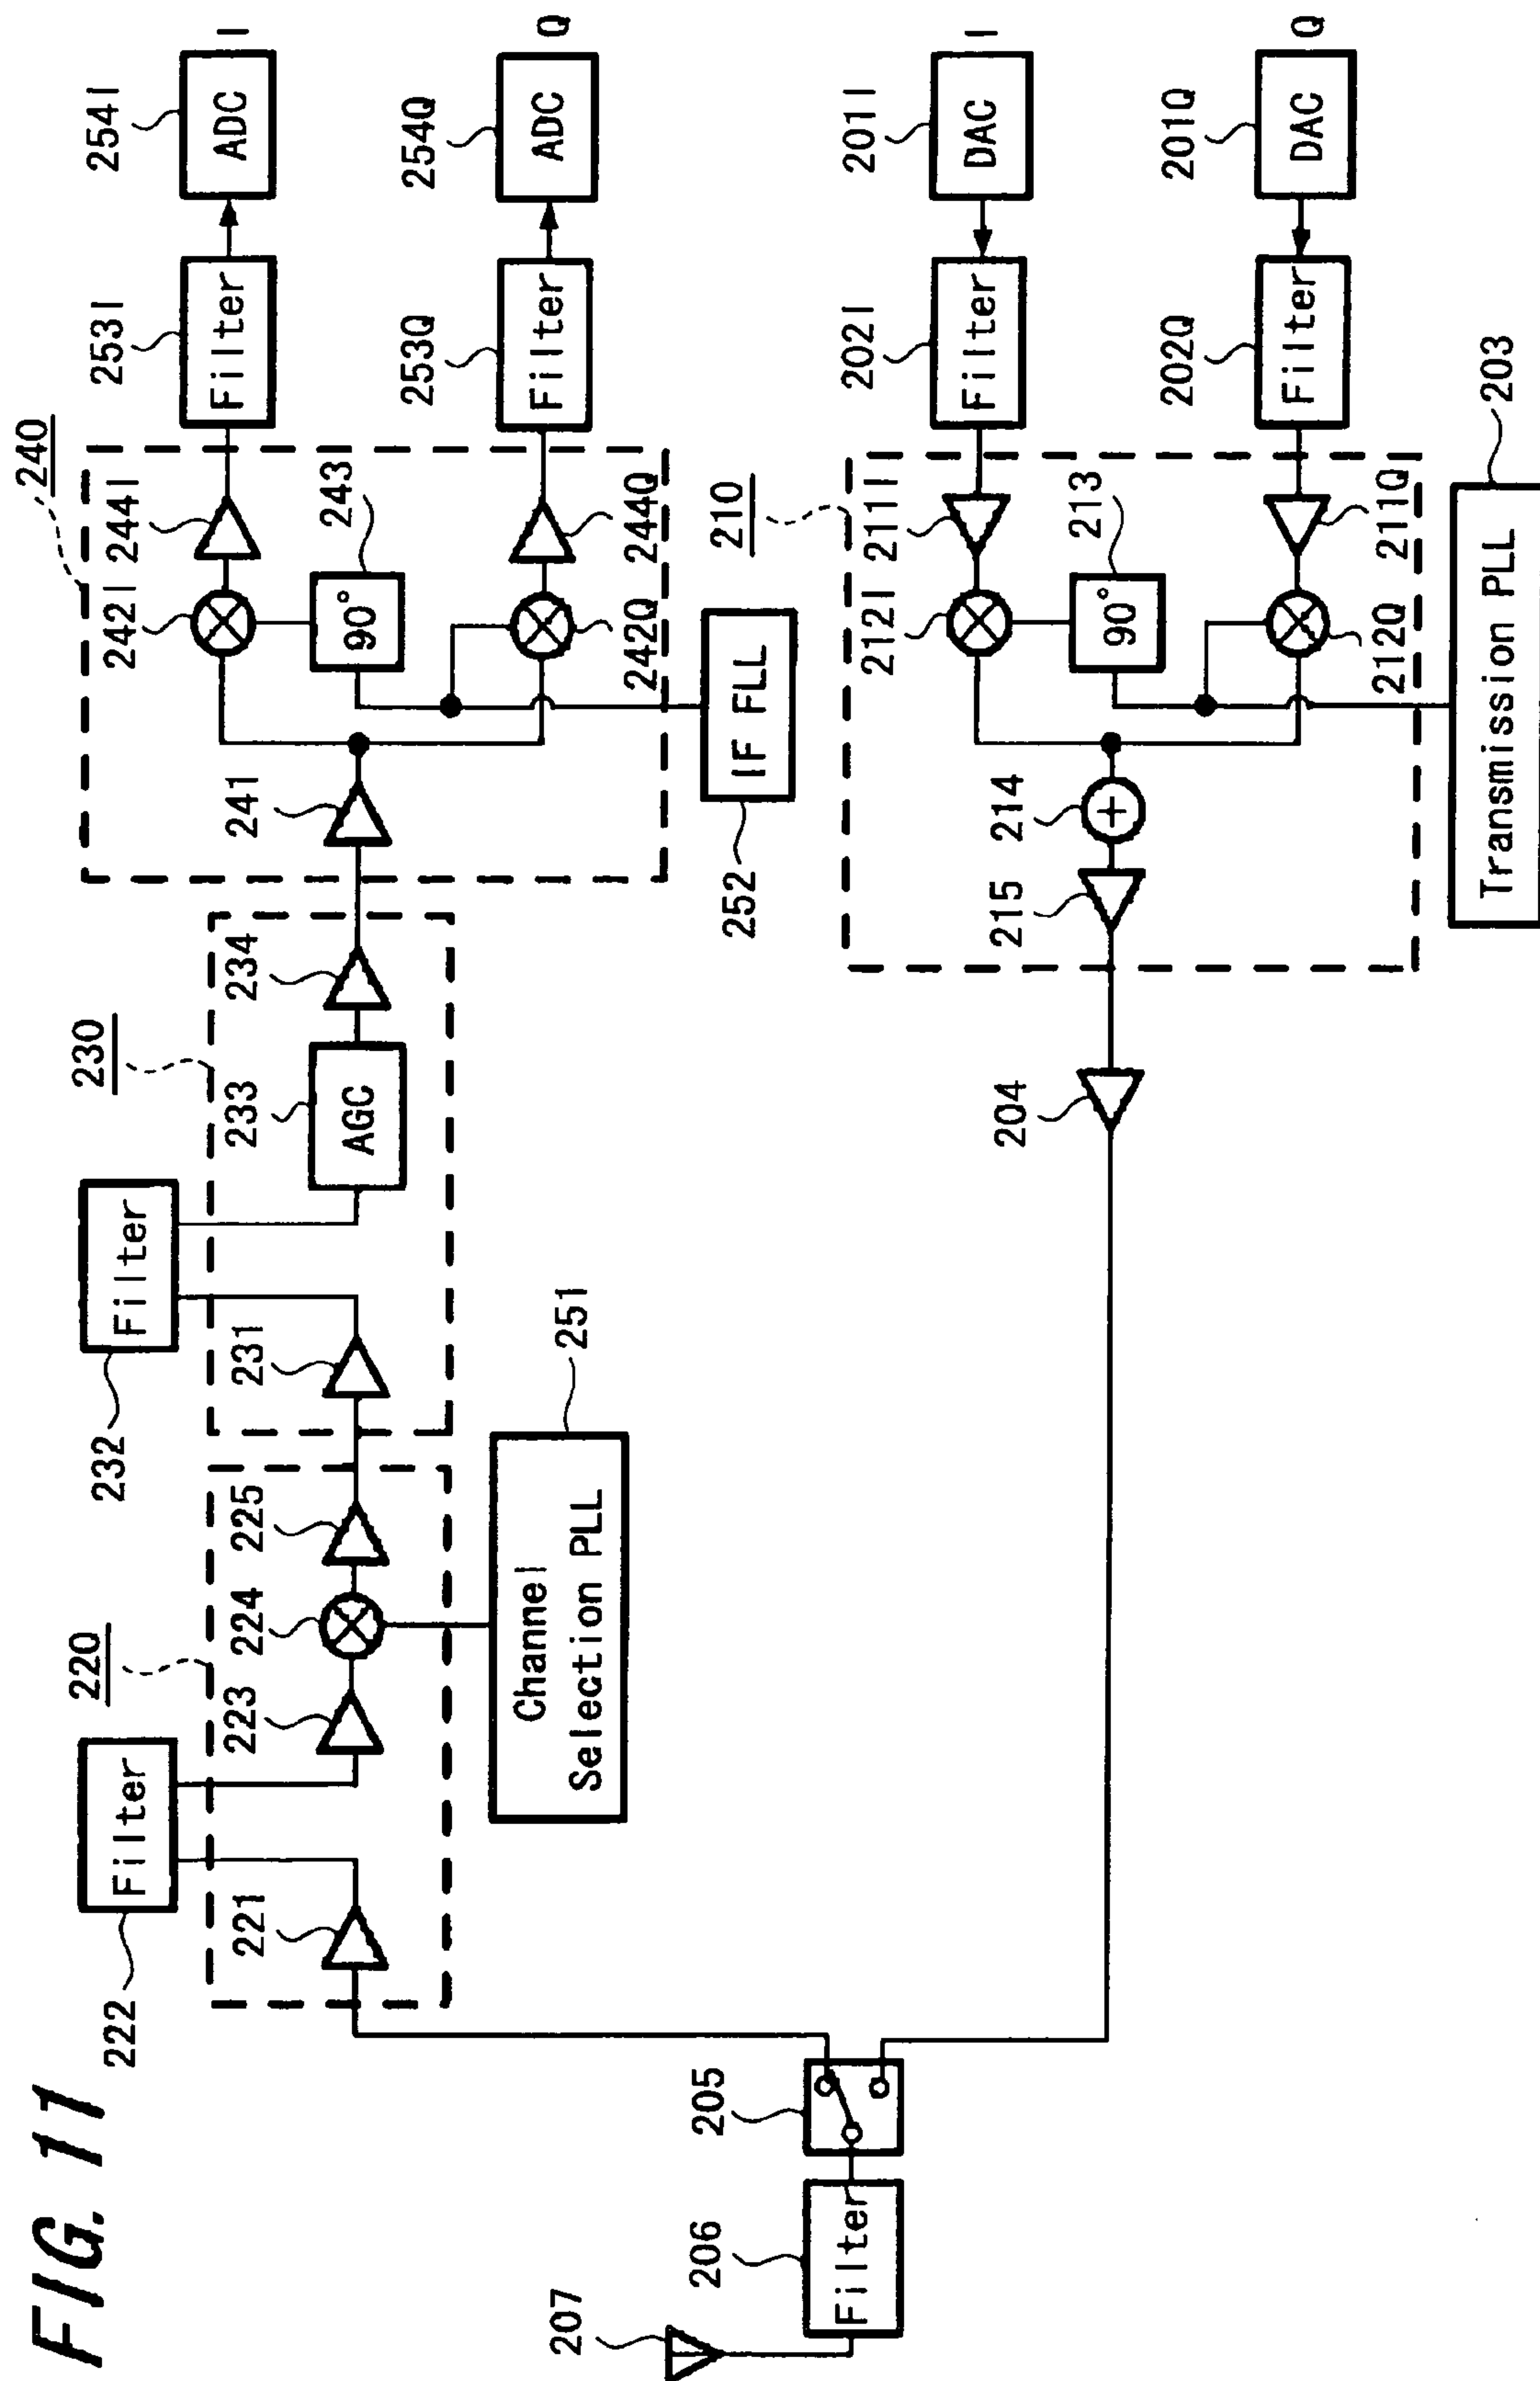 FIG. 11
222
Filter
220
221
223
224
225
Channel
Selection PLL
251
232
Filter
230
231
233
AGC
234
240
241
242I
244I
90°
243
242Q
244Q
IF FLL
252
253I
Filter
254I
ADC
I
253Q
Filter
254Q
ADC
Q
207
206
Filter
205
204
210
215
214
212I
211I
90°
213
212Q
211Q
Transmission PLL
203
202I
Filter
201I
DAC
I
202Q
Filter
201Q
DAC
Q